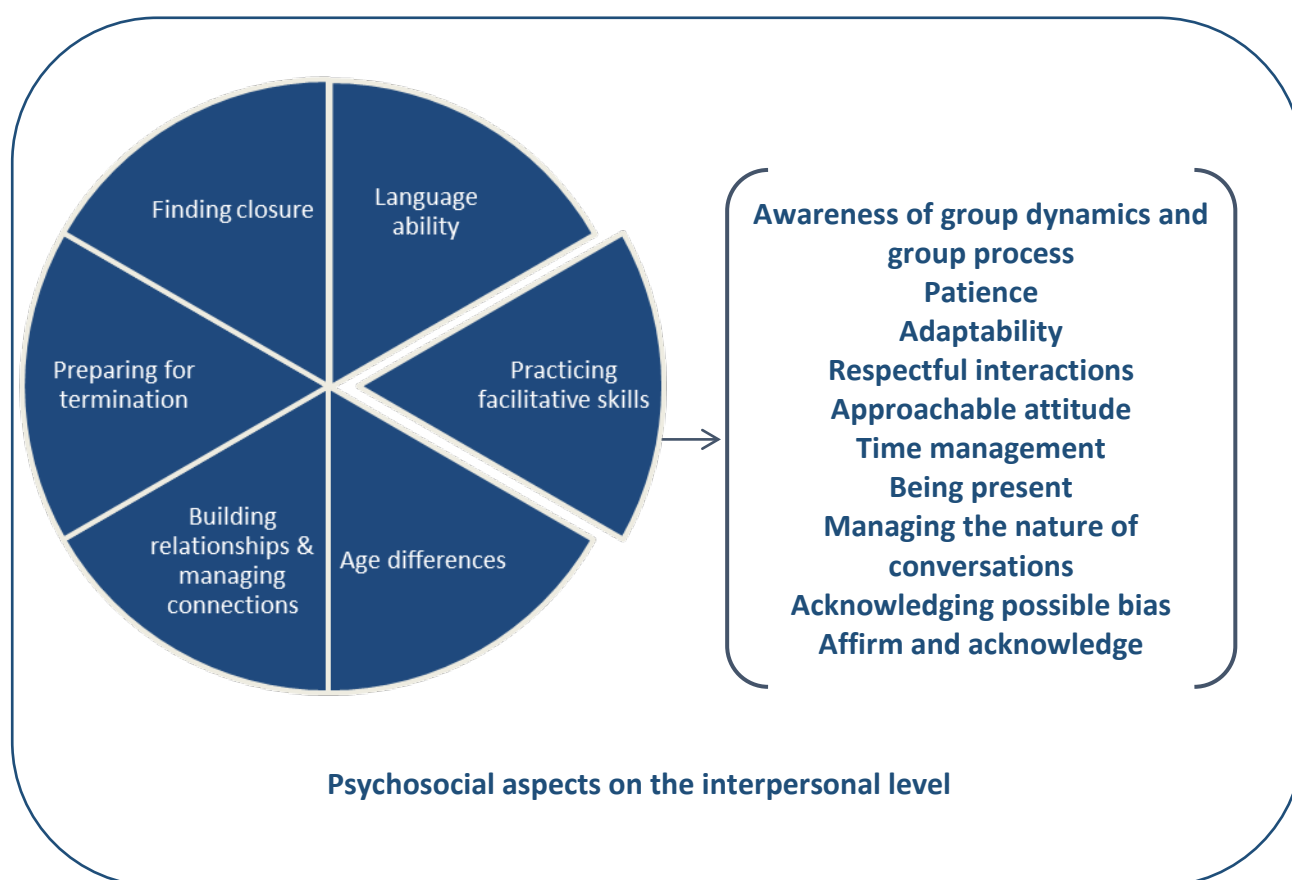 Finding closure
Language
ability
Preparing for
termination
Practicing
facilitative skills
Building
relationships &
managing
connections
Age differences
Awareness of group dynamics and
group process
Patience
Adaptability
Respectful interactions
Approachable attitude
Time management
Being present
Managing the nature of
conversations
Acknowledging possible bias
Affirm and acknowledge
Psychosocial aspects on the interpersonal level